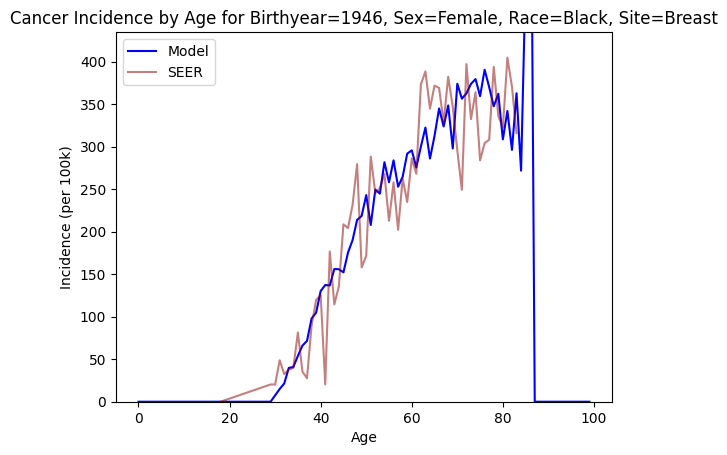 Cancer Incidence by Age for Birthyear=1946, Sex=Female, Race=Black, Site=Breast
Model
SEER
Incidence (per 100k)
400
350
300
250
200
150
100
50
0
0 20 40 60 80 100
Age